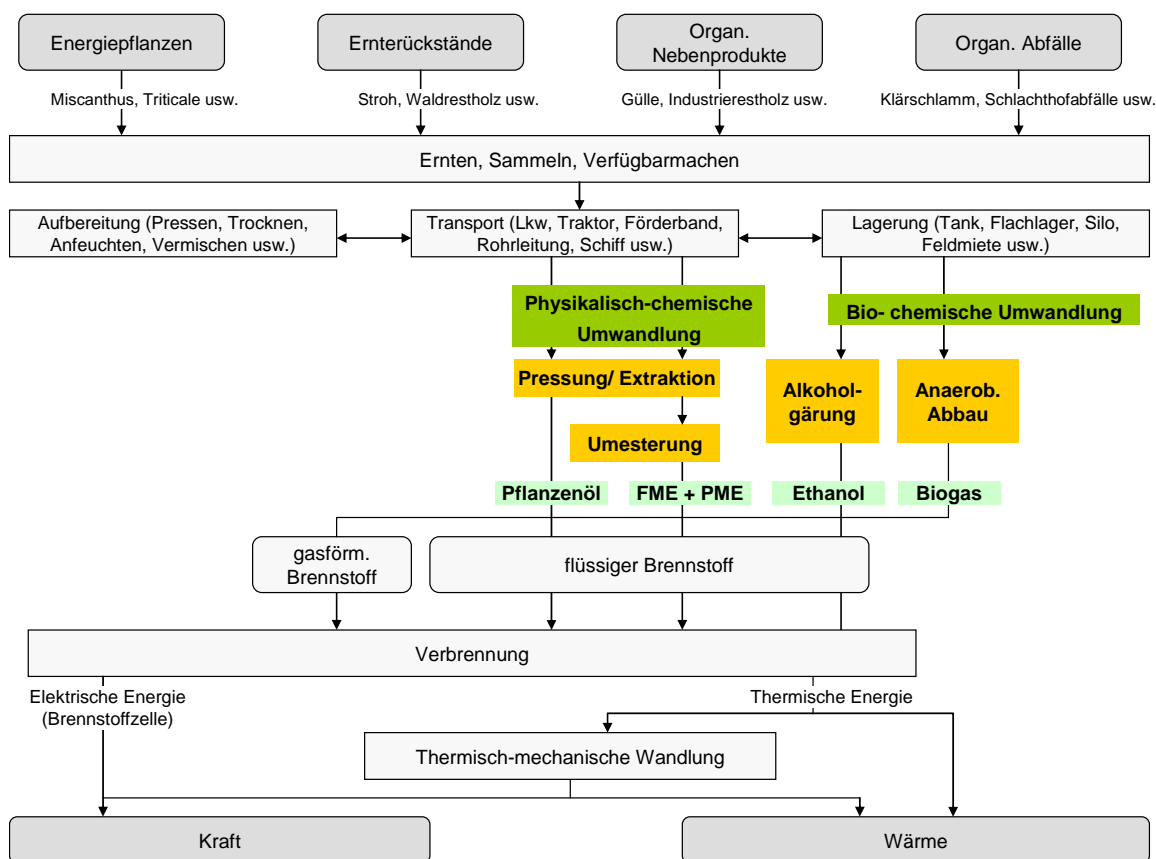 Energiepflanzen
Ernterückstände
Organ.
Nebenprodukte
Organ. Abfälle
Miscanthus, Triticale usw.
Stroh, Waldrestholz usw.
Gülle, Industrierestholz usw.
Klärschlamm, Schlachthofabfälle usw.
Ernten, Sammeln, Verfügbarmachen
Aufbereitung (Pressen, Trocknen,
Anfeuchten, Vermischen usw.)
Transport (Lkw, Traktor, Förderband,
Rohrleitung, Schiff usw.)
Lagerung (Tank, Flachlager, Silo,
Feldmiete usw.)
Physikalisch-chemische
Umwandlung
Bio- chemische Umwandlung
Pressung/ Extraktion
Alkohol-
gärung
Anaerob.
Abbau
Umesterung
Pflanzenöl
FME + PME
Ethanol
Biogas
gasförm.
Brennstoff
flüssiger Brennstoff
Verbrennung
Elektrische Energie
(Brennstoffzelle)
Thermische Energie
Thermisch-mechanische Wandlung
Kraft
Wärme